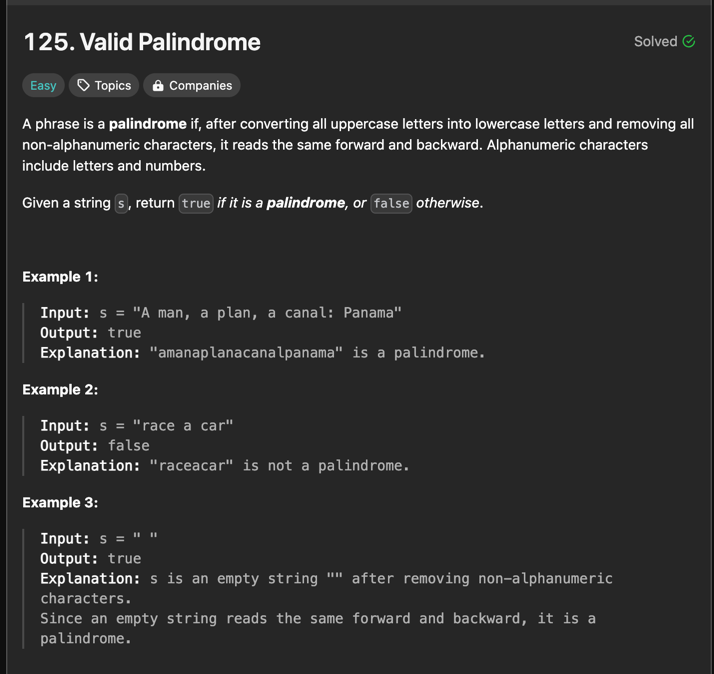 125. Valid Palindrome
Solved
Easy
Topics
Companies
A phrase is a palindrome if, after converting all uppercase letters into lowercase letters and removing all
non-alphanumeric characters, it reads the same forward and backward. Alphanumeric characters
include letters and numbers.
Given a string s, return true if it is a palindrome, or false otherwise.
Example 1:
Input: s = "A man, a plan, a canal: Panama"
Output: true
Explanation: "amanaplanacanalpanama" is a palindrome.
Example 2:
Input: s = "race a car"
Output: false
Explanation: "raceacar" is not a palindrome.
Example 3:
Input: s = " "
Output: true
Explanation: s is an empty string "" after removing non-alphanumeric
characters.
Since an empty string reads the same forward and backward, it is a
palindrome.